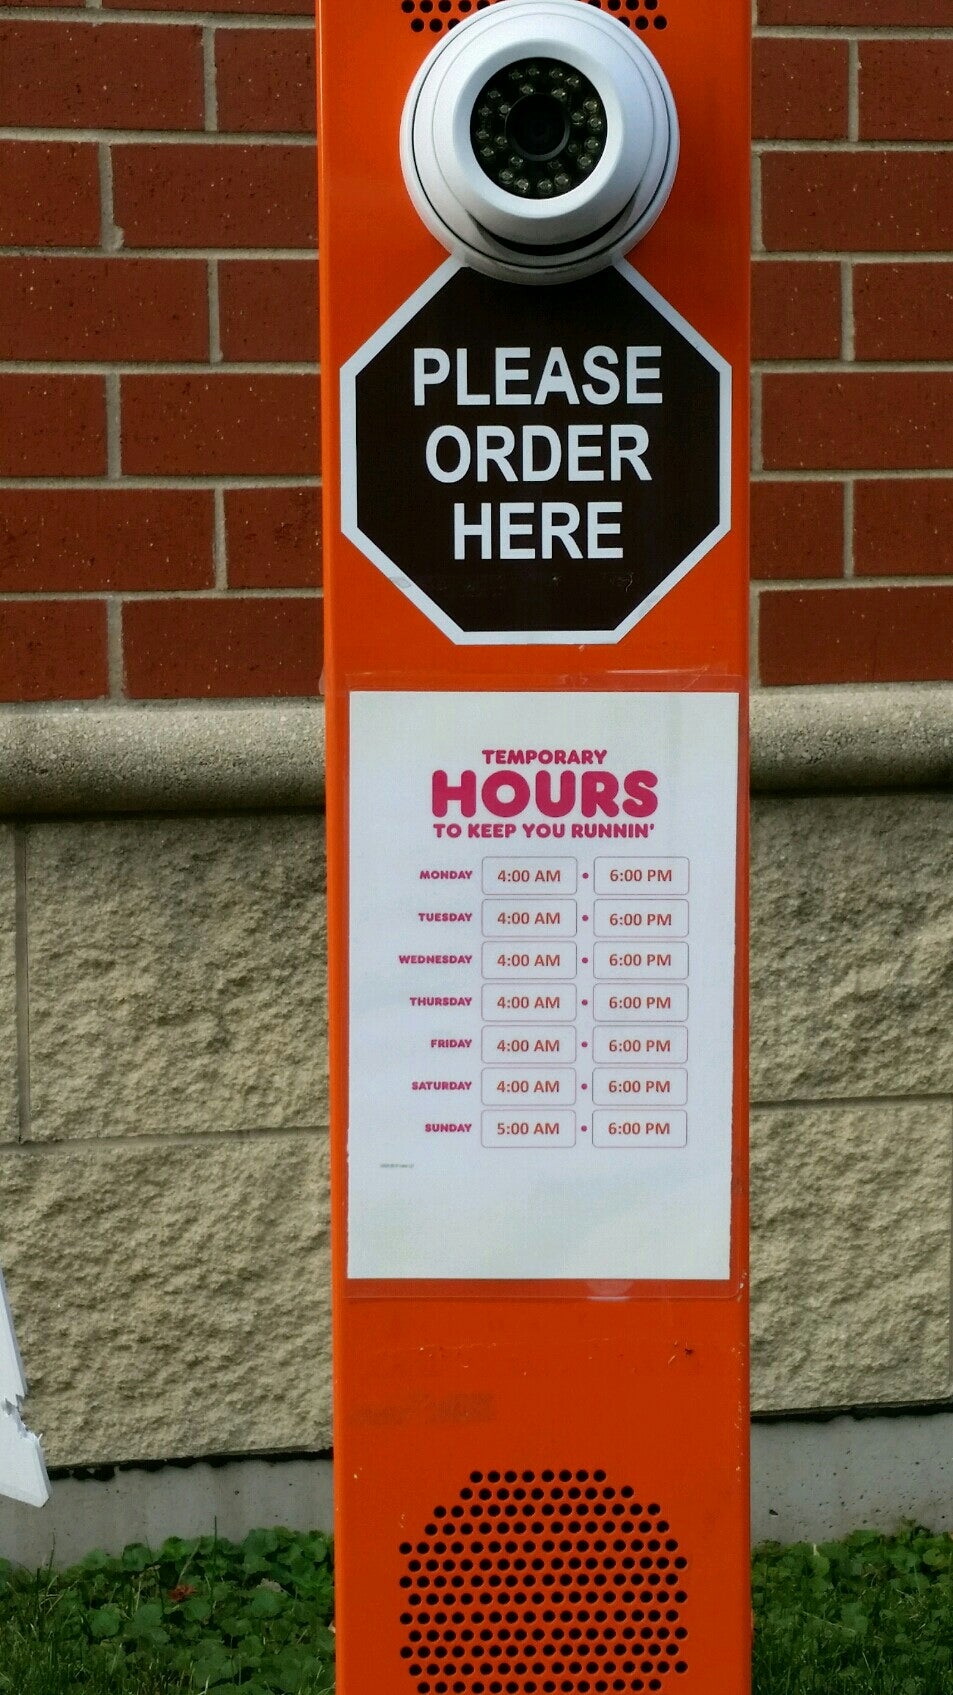 PLEASE
ORDER
HERE
TEMPORARY
HOURS
TO KEEP YOU RUNNIN'
MONDAY 4:00 AM • 6:00 PM
TUESDAY 4:00 AM • 6:00 PM
WEDNESDAY 4:00 AM • 6:00 PM
THURSDAY 4:00 AM • 6:00 PM
FRIDAY 4:00 AM • 6:00 PM
SATURDAY 4:00 AM • 6:00 PM
SUNDAY 5:00 AM • 6:00 PM